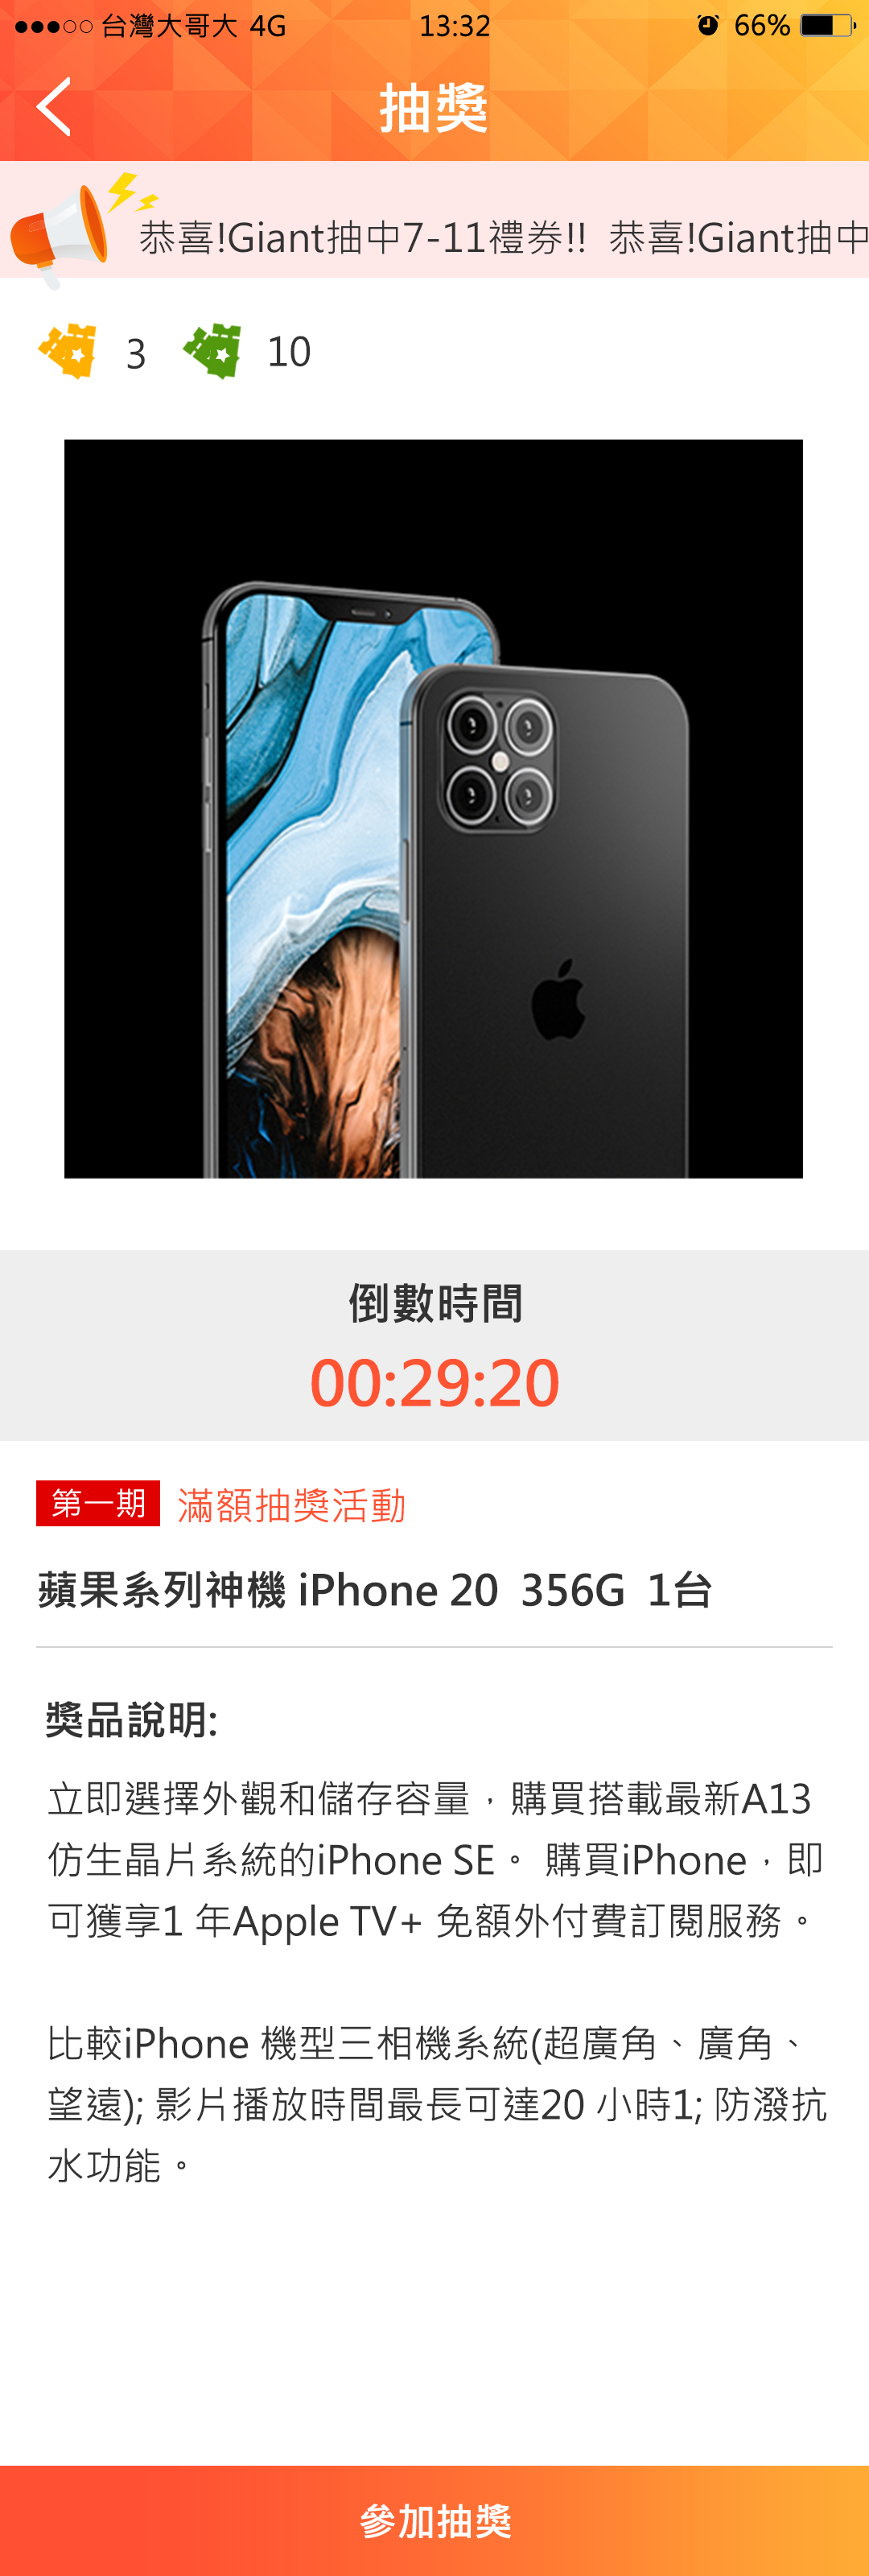 台灣大哥大 4G 13:32 66%
抽獎
恭喜!Giant抽中7-11禮券!! 恭喜!Giant抽中
3 10
倒數時間
00:29:20
第一期 滿額抽獎活動
蘋果系列神機 iPhone 20 356G 1台
獎品說明:
立即選擇外觀和儲存容量，購買搭載最新A13
仿生晶片系統的iPhone SE。 購買iPhone，即
可獲享1 年Apple TV+ 免額外付費訂閱服務。
比較iPhone 機型三相機系統(超廣角、廣角、
望遠); 影片播放時間最長可達20 小時1; 防潑抗
水功能。
參加抽獎